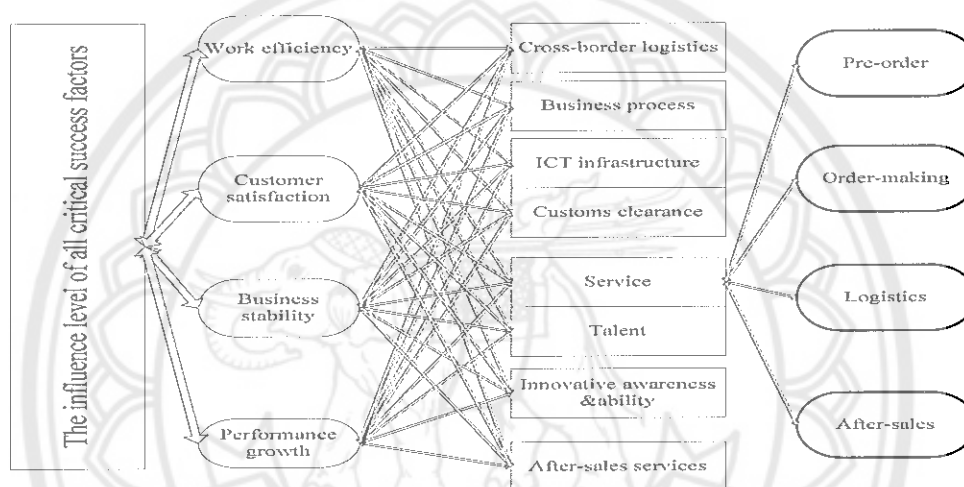 The influence level of all critical success factors
Work efficiency
Customer
satisfaction
Business
stability
Performance
growth
Cross-border logistics
Business process
ICT infrastructure
Customs clearance
Service
Talent
Innovative awareness
&ability
After-sales services
Pre-order
Order-making
Logistics
After-sales